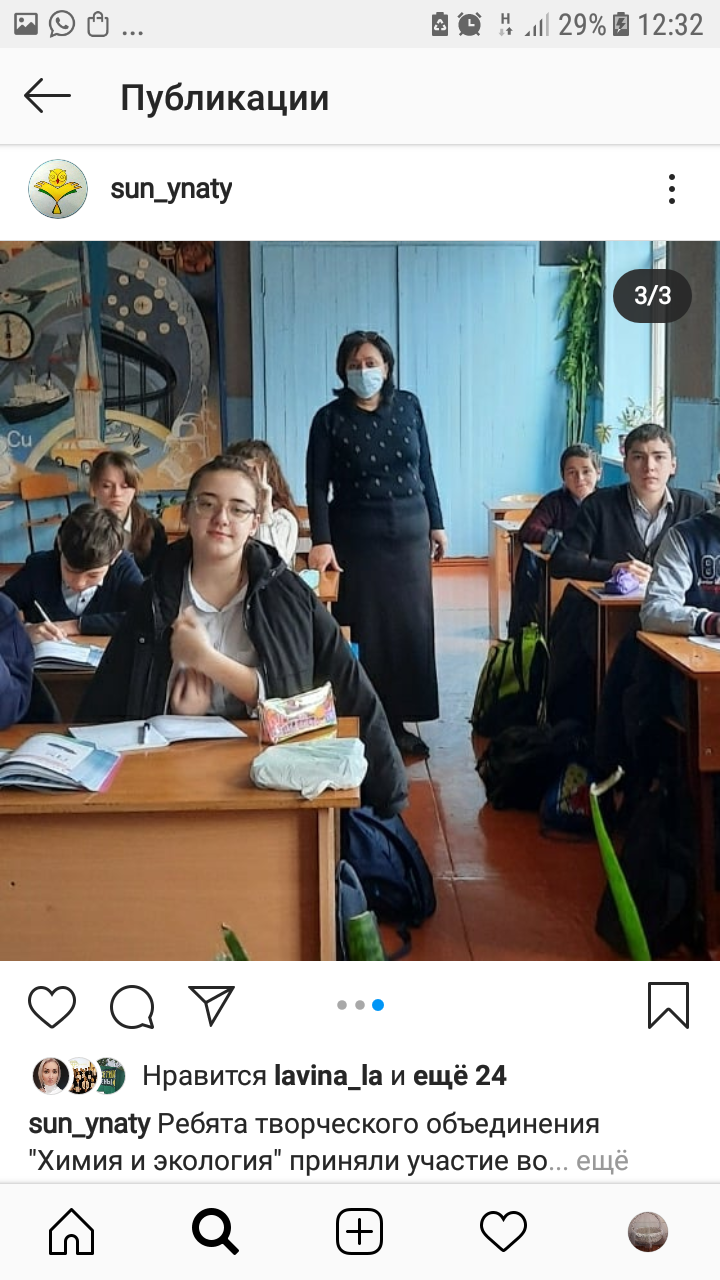 ... H 29% 12:32
Публикации
sun_ynaty
3/3
Cu
Нравится lavina_la и ещё 24
sun_ynaty Ребята творческого объединения
"Химия и экология" приняли участие во... ещё